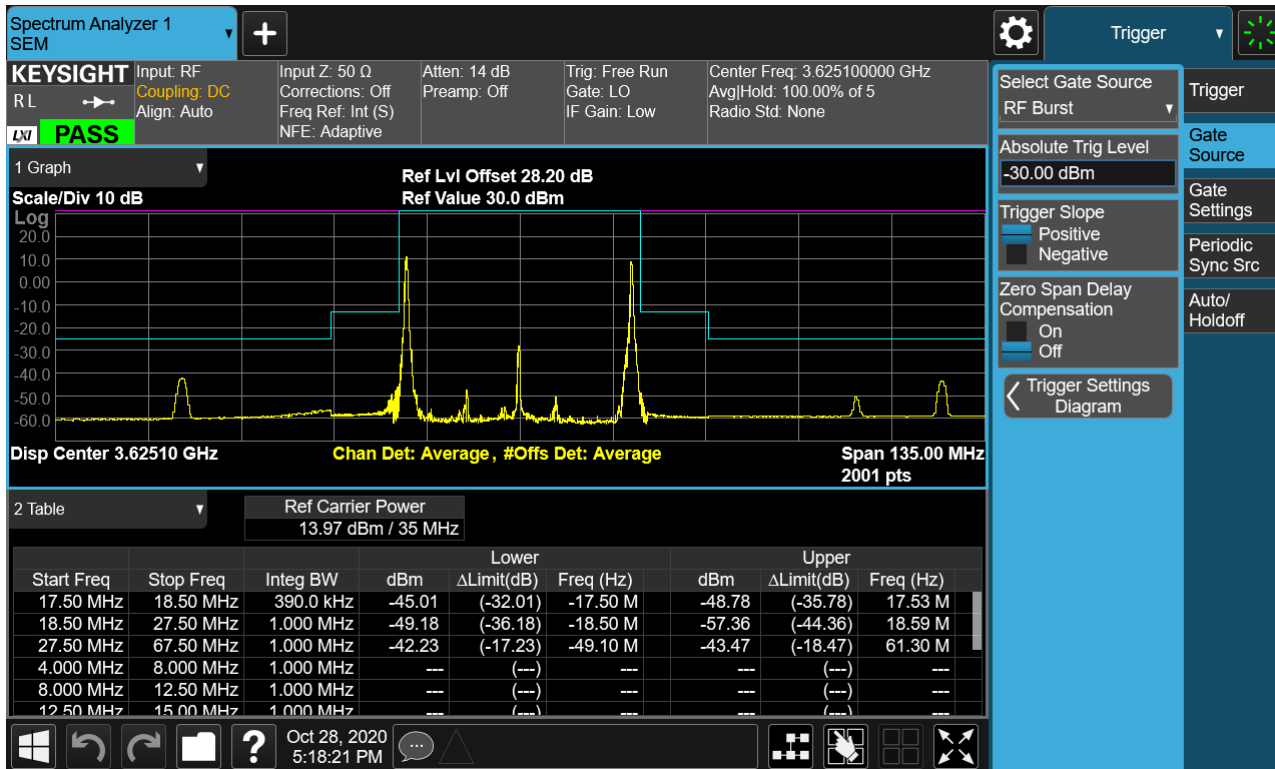 Spectrum Analyzer 1
SEM
Trigger
KEYSIGHT
R L
LXI
PASS
Input: RF
Coupling: DC
Align: Auto
Input Z: 50 Ω
Corrections: Off
Freq Ref: Int (S)
NFE: Adaptive
Atten: 14 dB
Preamp: Off
Trig: Free Run
Gate: LO
IF Gain: Low
Center Freq: 3.625100000 GHz
Avg|Hold: 100.00% of 5
Radio Std: None
1 Graph
Ref Lvl Offset 28.20 dB
Scale/Div 10 dB
Ref Value 30.0 dBm
Log
20.0
10.0
0.00
-10.0
-20.0
-30.0
-40.0
-50.0
-60.0
Disp Center 3.62510 GHz
Chan Det: Average, #Offs Det: Average
Span 135.00 MHz
2001 pts
2 Table
Ref Carrier Power
13.97 dBm / 35 MHz
Lower Upper
Start Freq Stop Freq Integ BW dBm ΔLimit(dB) Freq (Hz) dBm ΔLimit(dB) Freq (Hz)
17.50 MHz 18.50 MHz 390.0 kHz -45.01 (-32.01) -17.50 M -48.78 (-35.78) 17.53 M
18.50 MHz 27.50 MHz 1.000 MHz -49.18 (-36.18) -18.50 M -57.36 (-44.36) 18.59 M
27.50 MHz 67.50 MHz 1.000 MHz -42.23 (-17.23) -49.10 M -43.47 (-18.47) 61.30 M
4.000 MHz 8.000 MHz 1.000 MHz --- (---) --- --- (---) ---
8.000 MHz 12.50 MHz 1.000 MHz --- (---) --- --- (---) ---
12.50 MHz 15.00 MHz 1.000 MHz --- (---) --- --- (---) ---
Select Gate Source
RF Burst
Absolute Trig Level
-30.00 dBm
Trigger Slope
Positive
Negative
Zero Span Delay
Compensation
On
Off
Trigger Settings
Diagram
Trigger
Gate
Source
Gate
Settings
Periodic
Sync Src
Auto/
Holdoff
?
Oct 28, 2020
5:18:21 PM